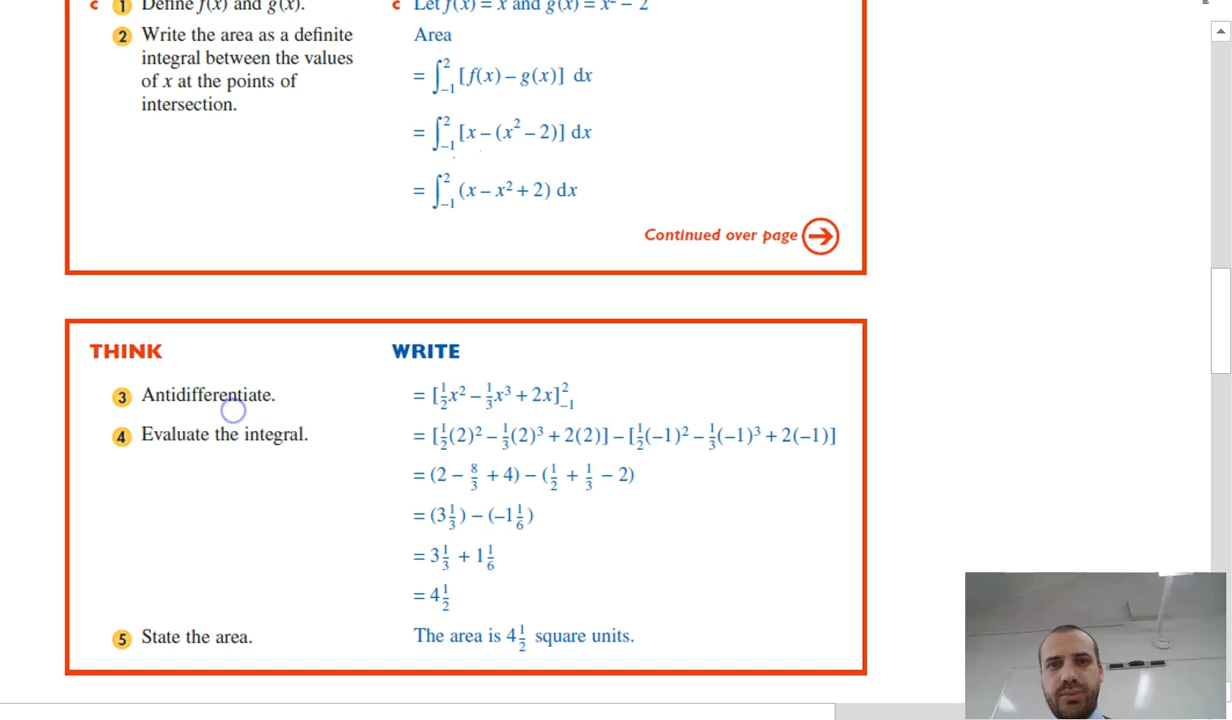 c 1 Define f(x) and g(x). c Let f(x) = x and g(x) = x² − 2
2 Write the area as a definite integral between the values of x at the points of intersection.
Area
= ∫₋₁² [f(x) − g(x)] dx
= ∫₋₁² [x − (x² − 2)] dx
= ∫₋₁² (x − x² + 2) dx
Continued over page
THINK WRITE
3 Antidifferentiate. = [½x² − ⅓x³ + 2x]²₋₁
4 Evaluate the integral. = [½(2)² − ⅓(2)³ + 2(2)] − [½(−1)² − ⅓(−1)³ + 2(−1)]
= (2 − 8/3 + 4) − (½ + ⅓ − 2)
= (3⅓) − (−1⅙)
= 3⅓ + 1⅙
= 4½
5 State the area. The area is 4½ square units.